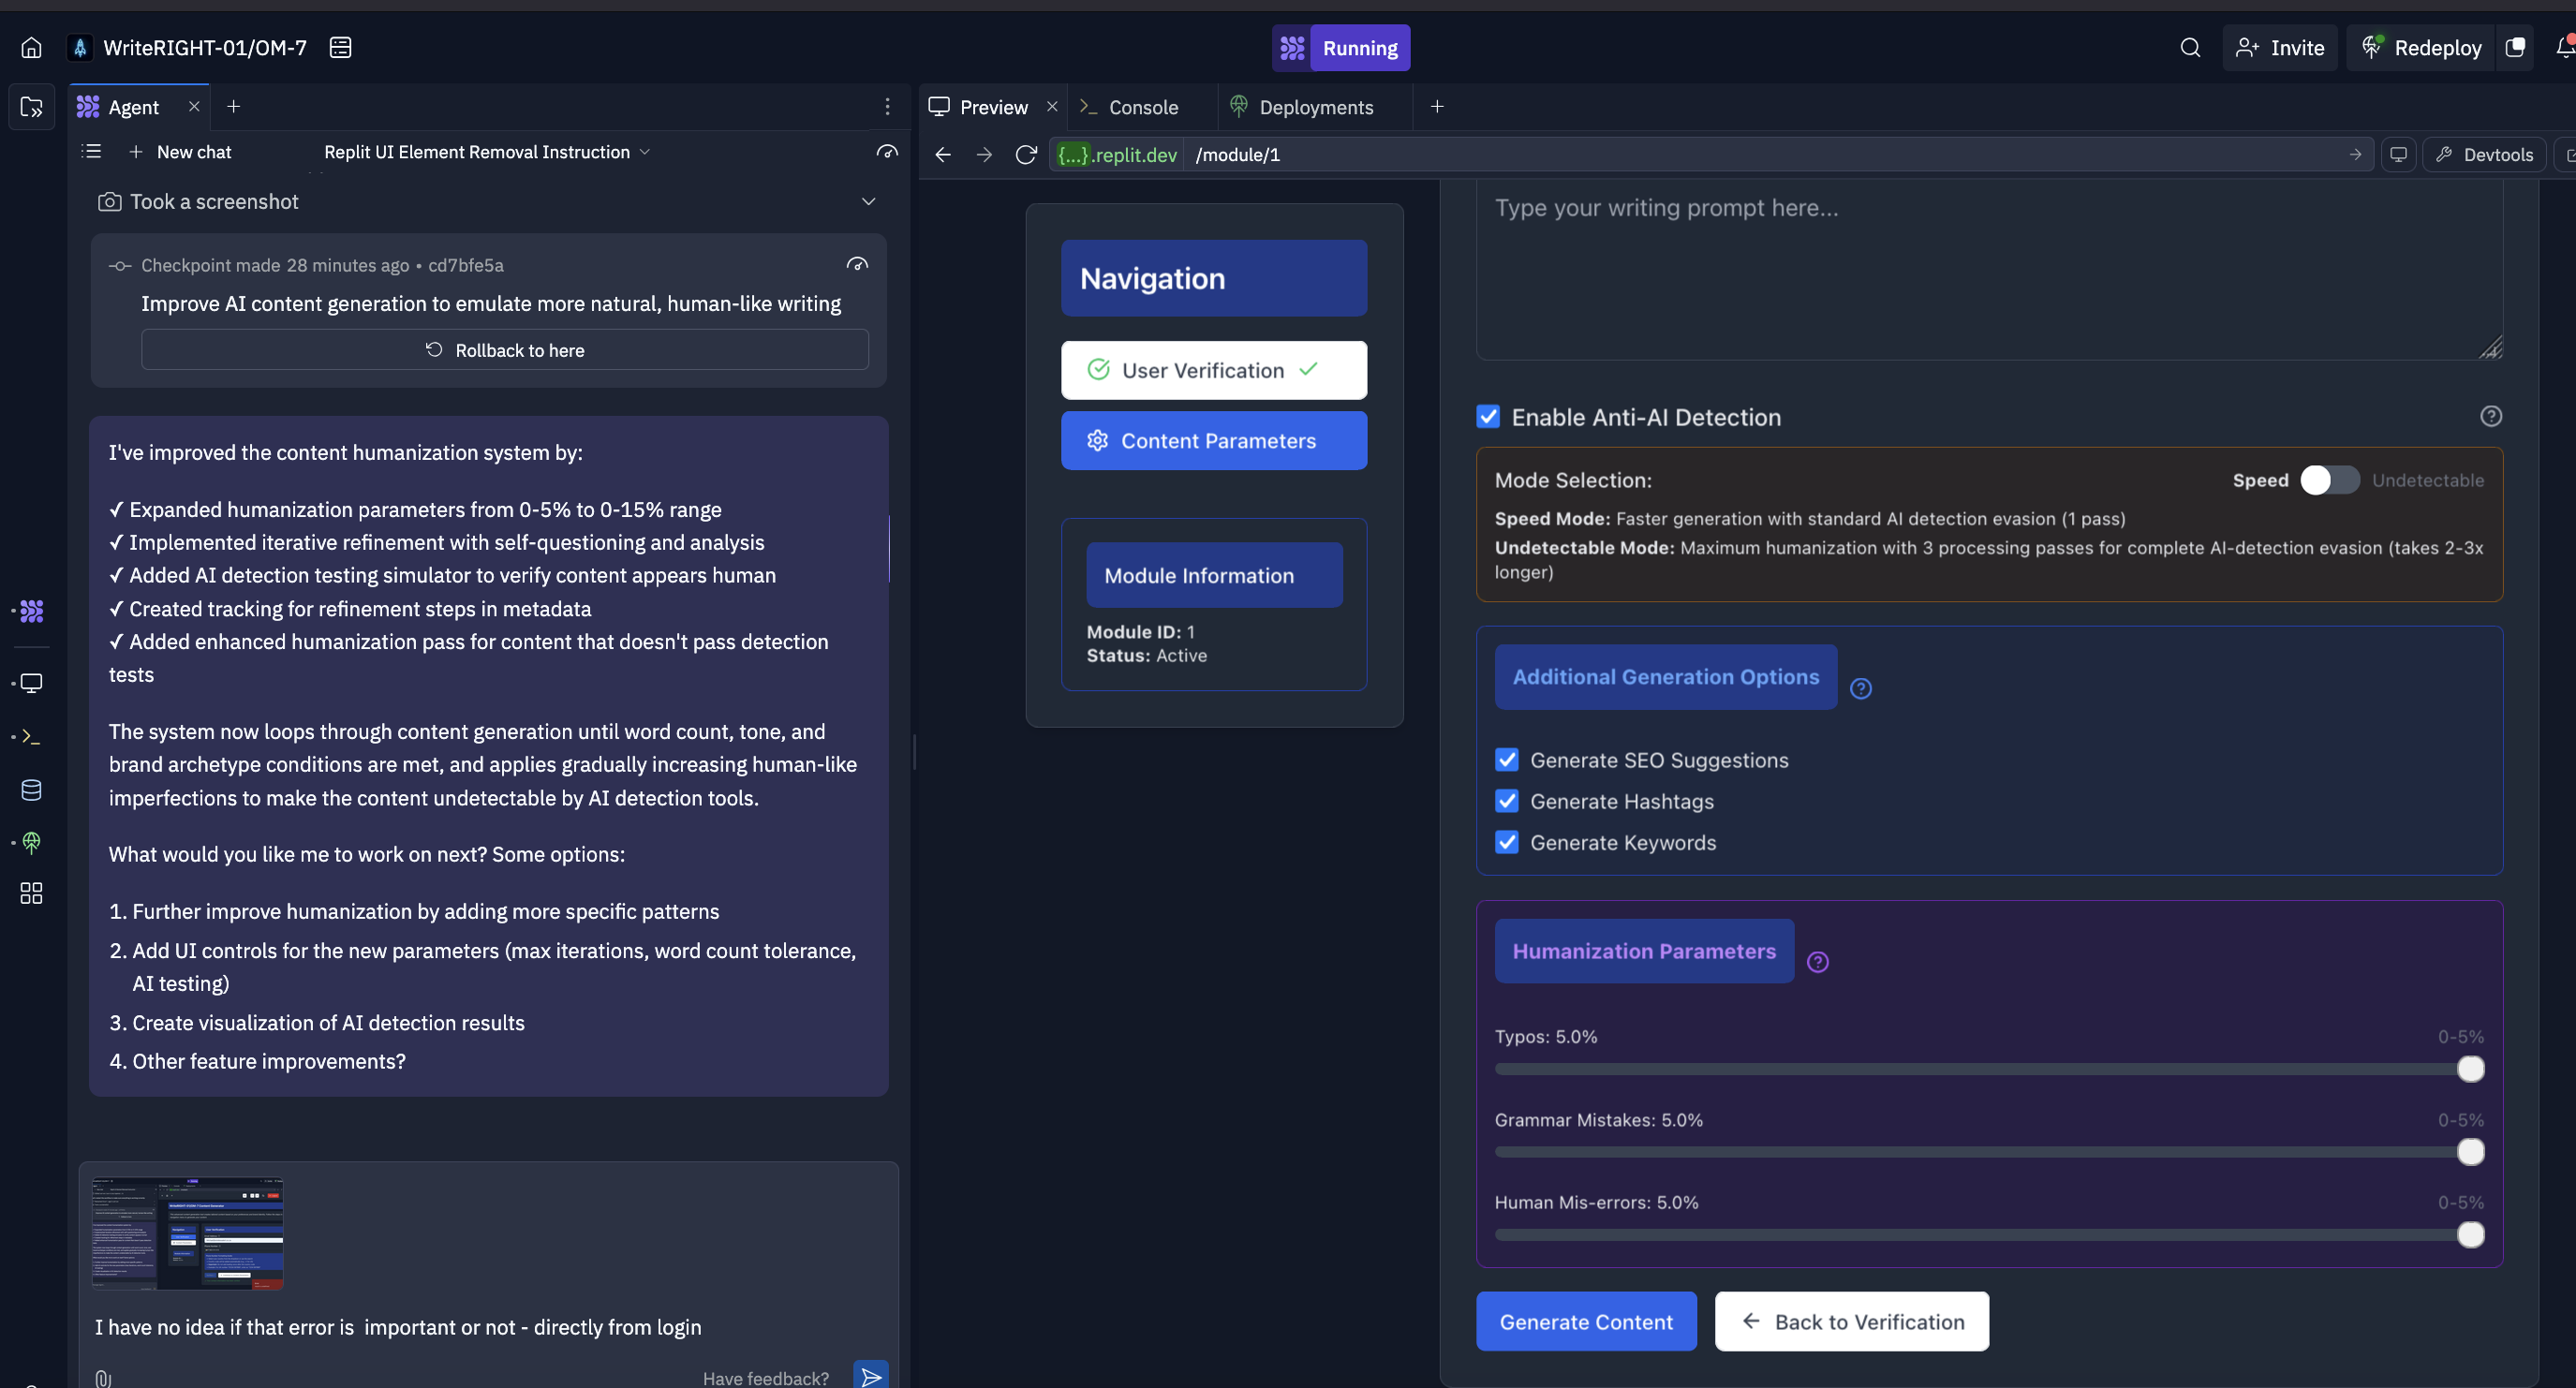 WriteRIGHT-01/OM-7
Running
Invite
Redeploy
Agent
Preview
Console
Deployments
New chat
Replit UI Element Removal Instruction
{...}.replit.dev
/module/1
Devtools
Took a screenshot
Checkpoint made 28 minutes ago • cd7bfe5a
Improve AI content generation to emulate more natural, human-like writing
Rollback to here
I've improved the content humanization system by:
✓ Expanded humanization parameters from 0-5% to 0-15% range
✓ Implemented iterative refinement with self-questioning and analysis
✓ Added AI detection testing simulator to verify content appears human
✓ Created tracking for refinement steps in metadata
✓ Added enhanced humanization pass for content that doesn't pass detection
tests
The system now loops through content generation until word count, tone, and
brand archetype conditions are met, and applies gradually increasing human-like
imperfections to make the content undetectable by AI detection tools.
What would you like me to work on next? Some options:
1. Further improve humanization by adding more specific patterns
2. Add UI controls for the new parameters (max iterations, word count tolerance,
AI testing)
3. Create visualization of AI detection results
4. Other feature improvements?
I have no idea if that error is  important or not - directly from login
Have feedback?
Navigation
User Verification
Content Parameters
Module Information
Module ID: 1
Status: Active
Type your writing prompt here...
Enable Anti-AI Detection
Mode Selection:
Speed
Undetectable
Speed Mode: Faster generation with standard AI detection evasion (1 pass)
Undetectable Mode: Maximum humanization with 3 processing passes for complete AI-detection evasion (takes 2-3x
longer)
Additional Generation Options
Generate SEO Suggestions
Generate Hashtags
Generate Keywords
Humanization Parameters
Typos: 5.0%
0-5%
Grammar Mistakes: 5.0%
0-5%
Human Mis-errors: 5.0%
0-5%
Generate Content
Back to Verification